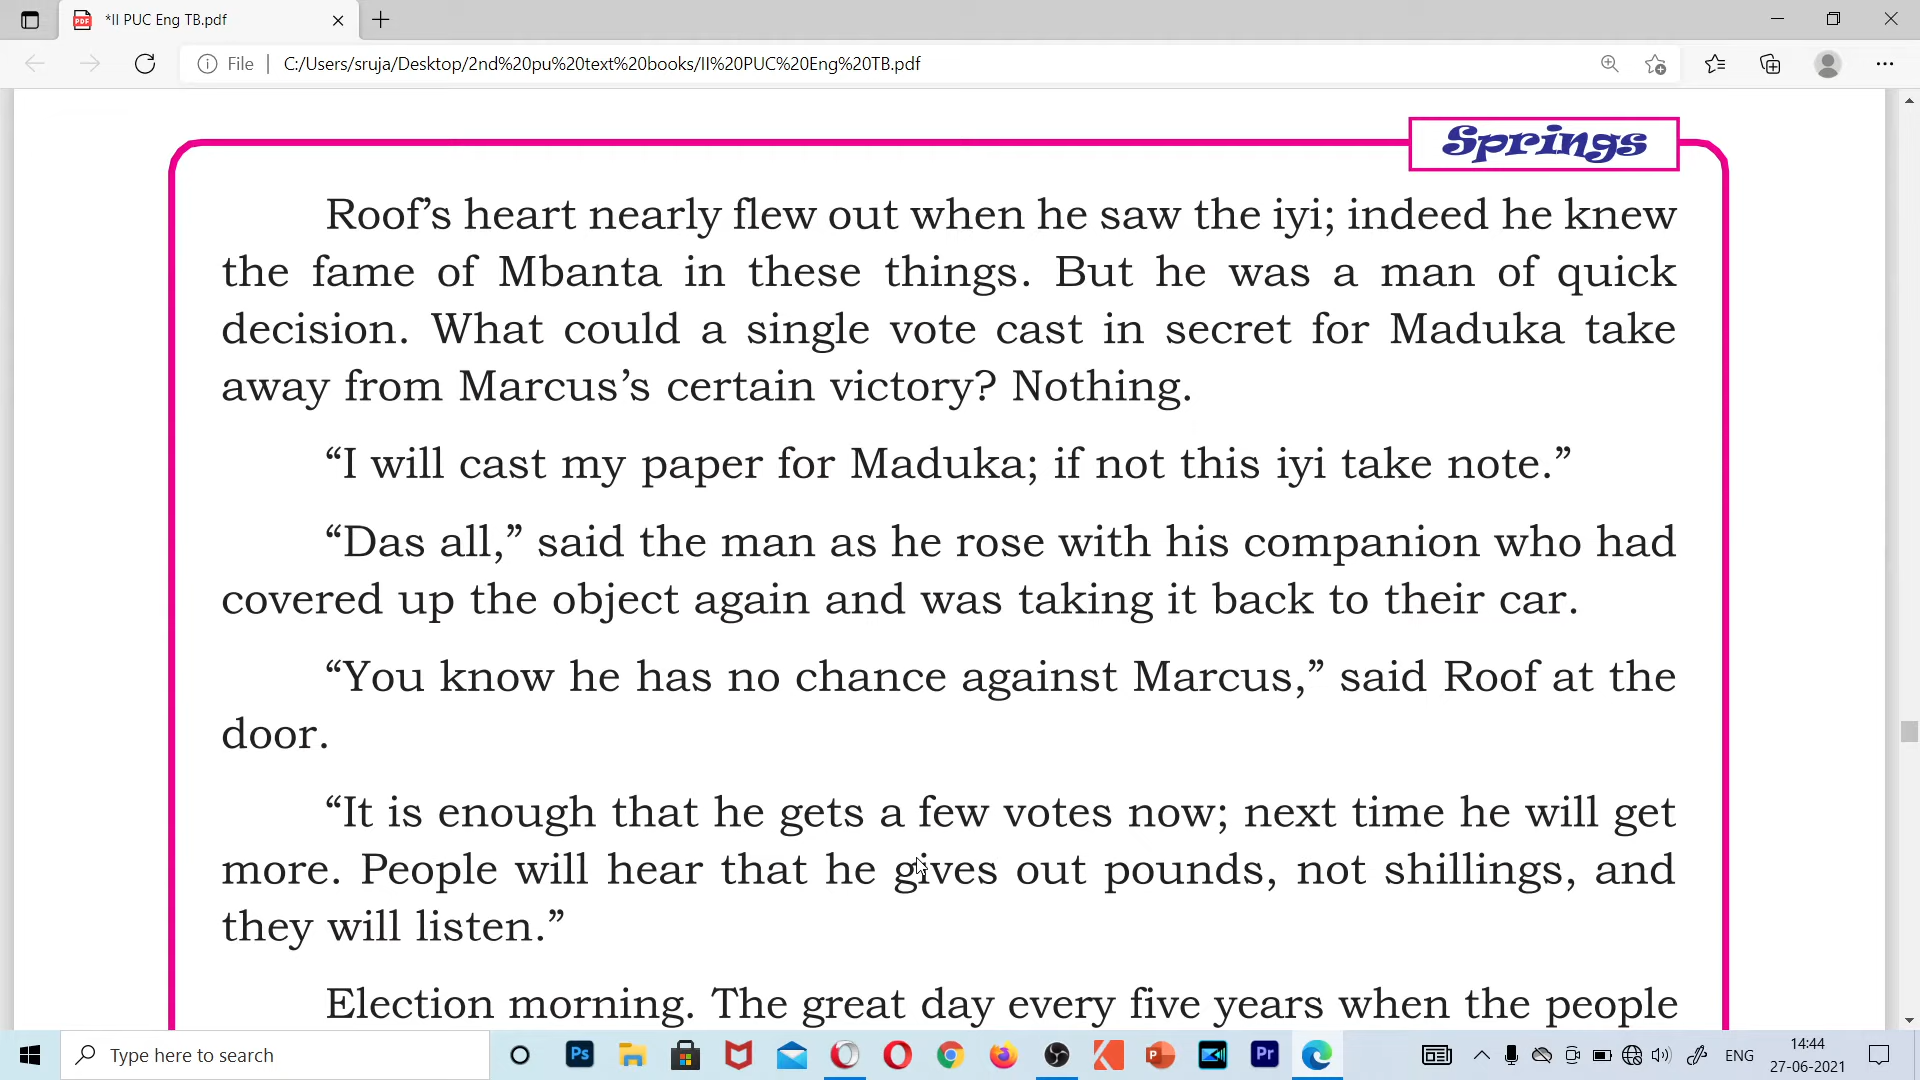 *II PUC Eng TB.pdf
File
C:/Users/sruja/Desktop/2nd%20pu%20text%20books/II%20PUC%20Eng%20TB.pdf
Springs
Roof’s heart nearly flew out when he saw the iyi; indeed he knew
the fame of Mbanta in these things. But he was a man of quick
decision. What could a single vote cast in secret for Maduka take
away from Marcus’s certain victory? Nothing.
“I will cast my paper for Maduka; if not this iyi take note.”
“Das all,” said the man as he rose with his companion who had
covered up the object again and was taking it back to their car.
“You know he has no chance against Marcus,” said Roof at the
door.
“It is enough that he gets a few votes now; next time he will get
more. People will hear that he gives out pounds, not shillings, and
they will listen.”
Election morning. The great day every five years when the people
Type here to search
Ps
Pr
ENG
14:44
27-06-2021